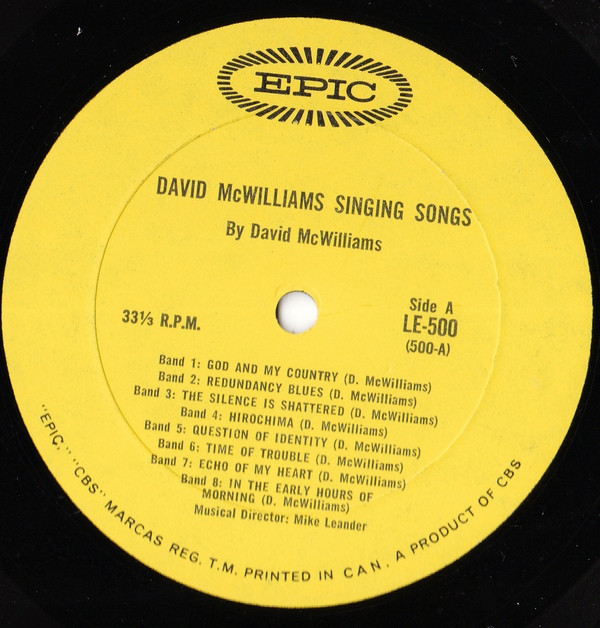 EPIC
DAVID McWILLIAMS SINGING SONGS
By David McWilliams
33⅓ R.P.M.
Side A
LE-500
(500-A)
Band 1: GOD AND MY COUNTRY (D. McWilliams)
Band 2: REDUNDANCY BLUES (D. McWilliams)
Band 3: THE SILENCE IS SHATTERED (D. McWilliams)
Band 4: HIROCHIMA (D. McWilliams)
Band 5: QUESTION OF IDENTITY (D. McWilliams)
Band 6: TIME OF TROUBLE (D. McWilliams)
Band 7: ECHO OF MY HEART (D. McWilliams)
Band 8: IN THE EARLY HOURS OF
MORNING (D. McWilliams)
Musical Director: Mike Leander
"EPIC," "CBS" MARCAS REG. T.M. PRINTED IN CAN. A PRODUCT OF CBS